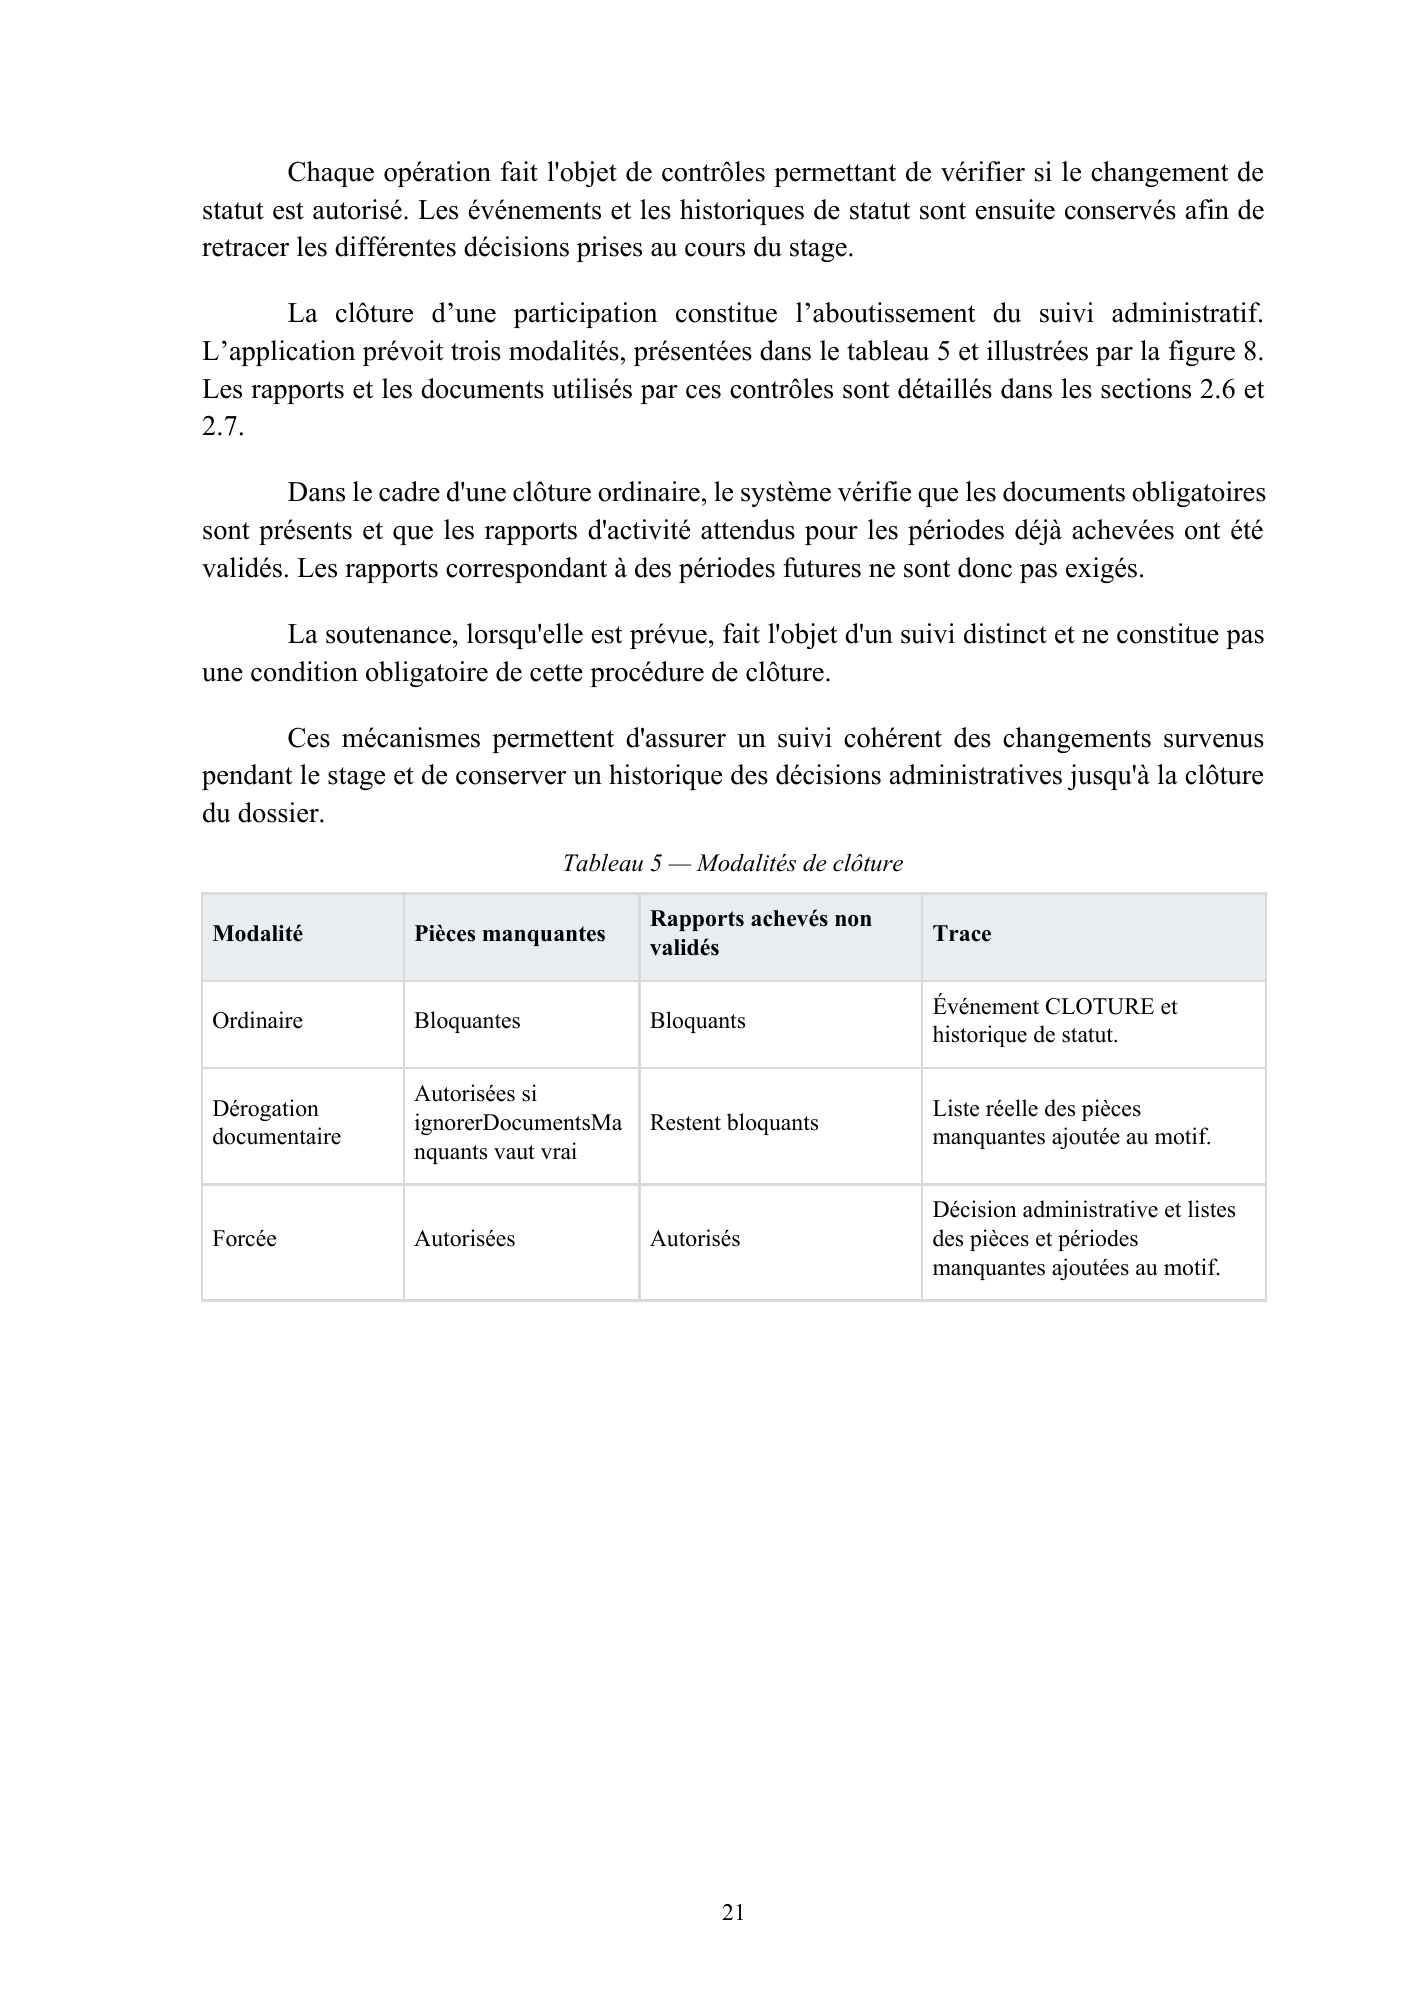 Chaque opération fait l'objet de contrôles permettant de vérifier si le changement de
statut est autorisé. Les événements et les historiques de statut sont ensuite conservés afin de
retracer les différentes décisions prises au cours du stage.
La clôture d’une participation constitue l’aboutissement du suivi administratif.
L’application prévoit trois modalités, présentées dans le tableau 5 et illustrées par la figure 8.
Les rapports et les documents utilisés par ces contrôles sont détaillés dans les sections 2.6 et
2.7.
Dans le cadre d'une clôture ordinaire, le système vérifie que les documents obligatoires
sont présents et que les rapports d'activité attendus pour les périodes déjà achevées ont été
validés. Les rapports correspondant à des périodes futures ne sont donc pas exigés.
La soutenance, lorsqu'elle est prévue, fait l'objet d'un suivi distinct et ne constitue pas
une condition obligatoire de cette procédure de clôture.
Ces mécanismes permettent d'assurer un suivi cohérent des changements survenus
pendant le stage et de conserver un historique des décisions administratives jusqu'à la clôture
du dossier.
Tableau 5 — Modalités de clôture
Modalité
Pièces manquantes
Rapports achevés non
validés
Trace
Ordinaire
Bloquantes
Bloquants
Événement CLOTURE et
historique de statut.
Dérogation
documentaire
Autorisées si
ignorerDocumentsMa
nquants vaut vrai
Restent bloquants
Liste réelle des pièces
manquantes ajoutée au motif.
Forcée
Autorisées
Autorisés
Décision administrative et listes
des pièces et périodes
manquantes ajoutées au motif.
21